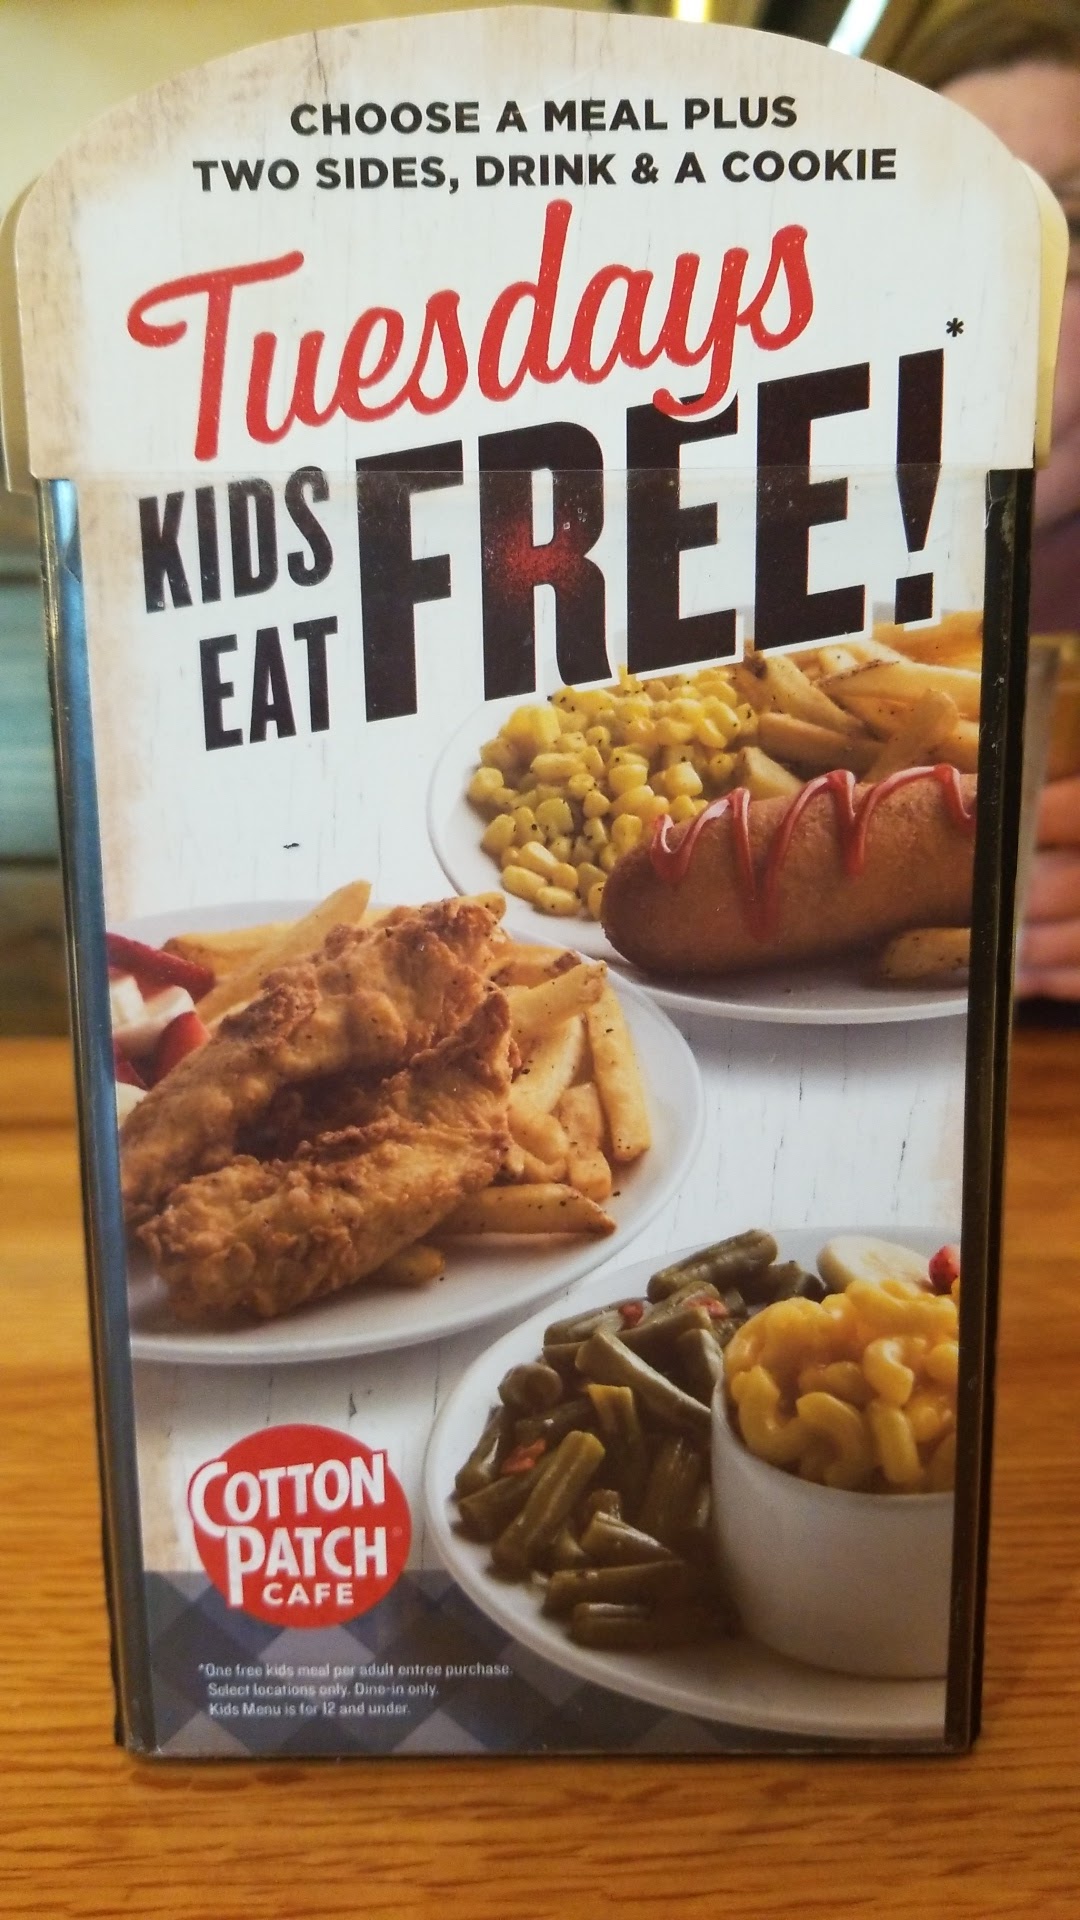 CHOOSE A MEAL PLUS
TWO SIDES, DRINK & A COOKIE
Tuesdays
KIDS
EAT
FREE!*
COTTON
PATCH
CAFE
*One free kids meal per adult entree purchase.
Select locations only. Dine-in only.
Kids Menu is for 12 and under.